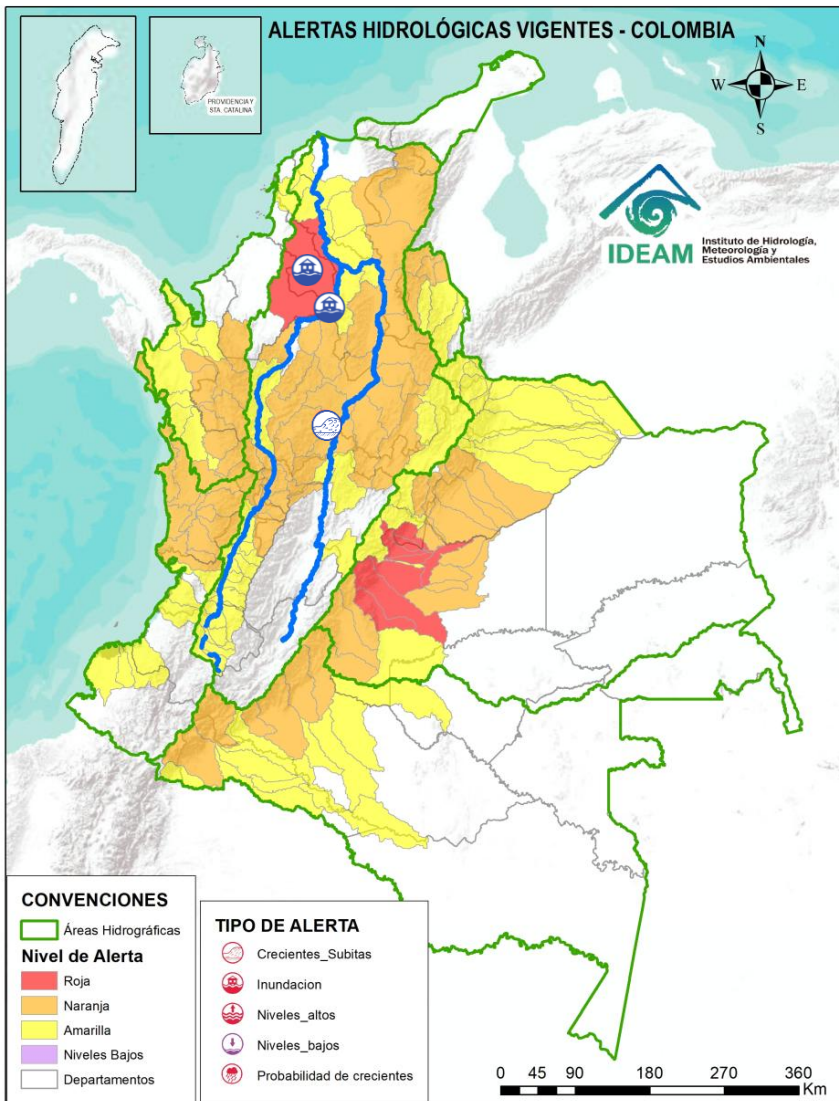 ALERTAS HIDROLÓGICAS VIGENTES - COLOMBIA
PROVIDENCIA Y
STA. CATALINA
N
W
E
S
IDEAM
Instituto de Hidrología,
Meteorología y
Estudios Ambientales
CONVENCIONES
Áreas Hidrográficas
Nivel de Alerta
Roja
Naranja
Amarilla
Niveles Bajos
Departamentos
TIPO DE ALERTA
Crecientes_Subitas
Inundacion
Niveles_altos
Niveles_bajos
Probabilidad de crecientes
0 45 90 180 270 360
Km